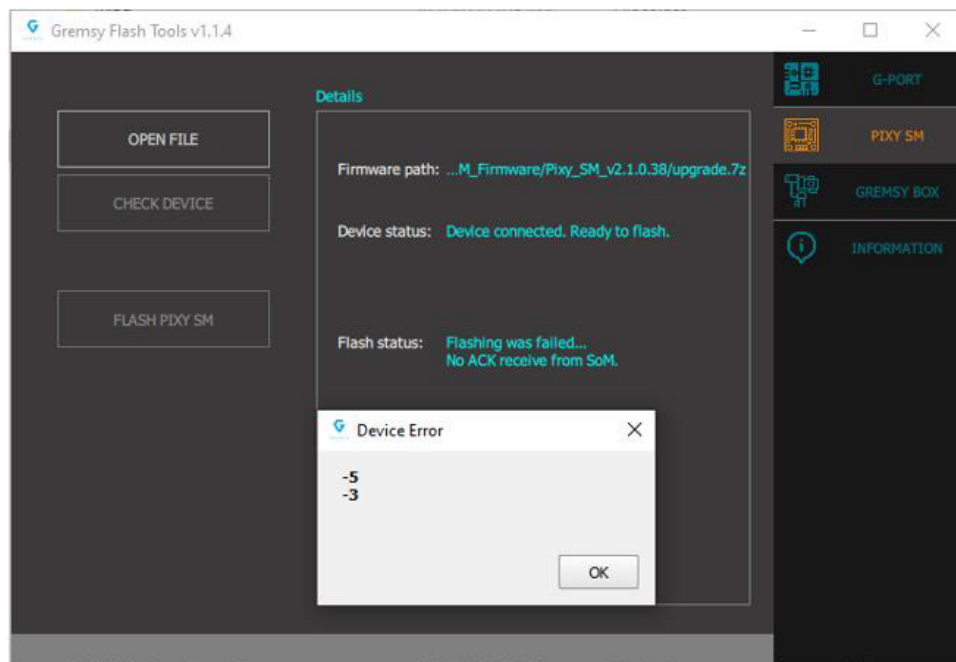 Gremsy Flash Tools v1.1.4
OPEN FILE
CHECK DEVICE
FLASH PIXY SM
Details
Firmware path: ...M_Firmware/Pixy_SM_v2.1.0.38/upgrade.7z
Device status: Device connected. Ready to flash.
Flash status: Flashing was failed...
No ACK receive from SoM.
Device Error
-5
-3
OK
G-PORT
PIXY SM
GREMSY BOX
INFORMATION